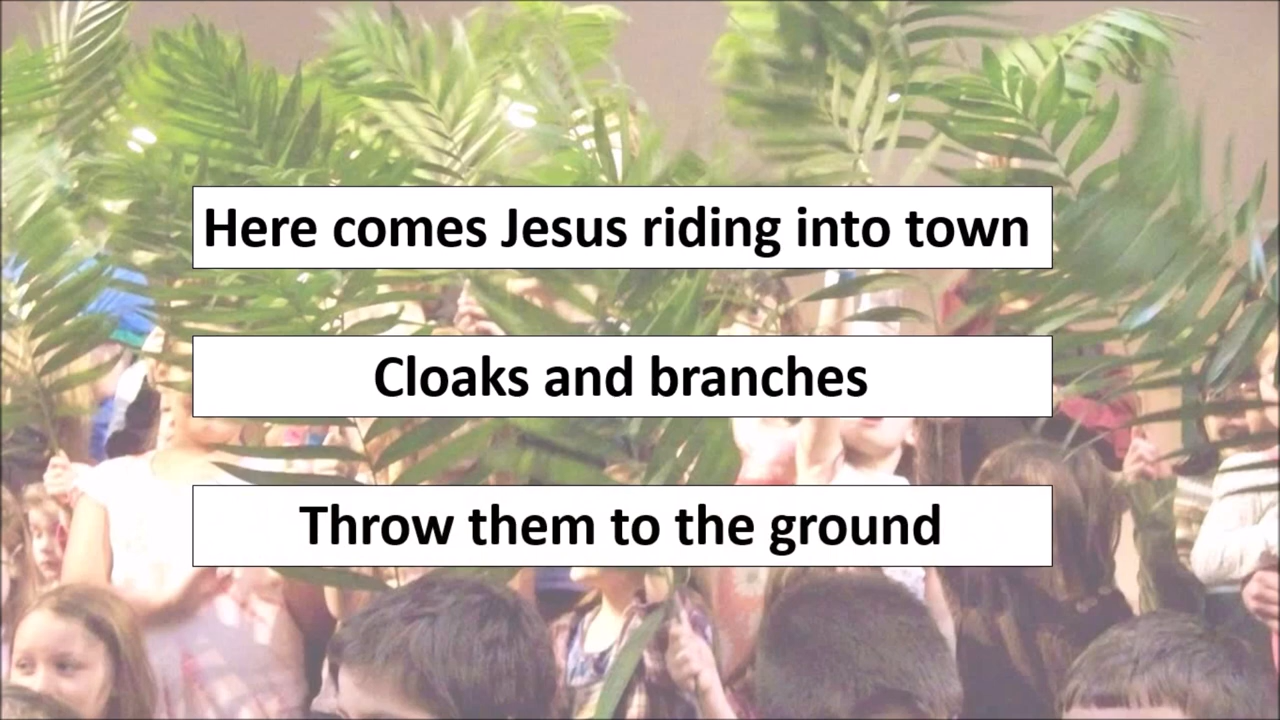 Here comes Jesus riding into town
Cloaks and branches
Throw them to the ground